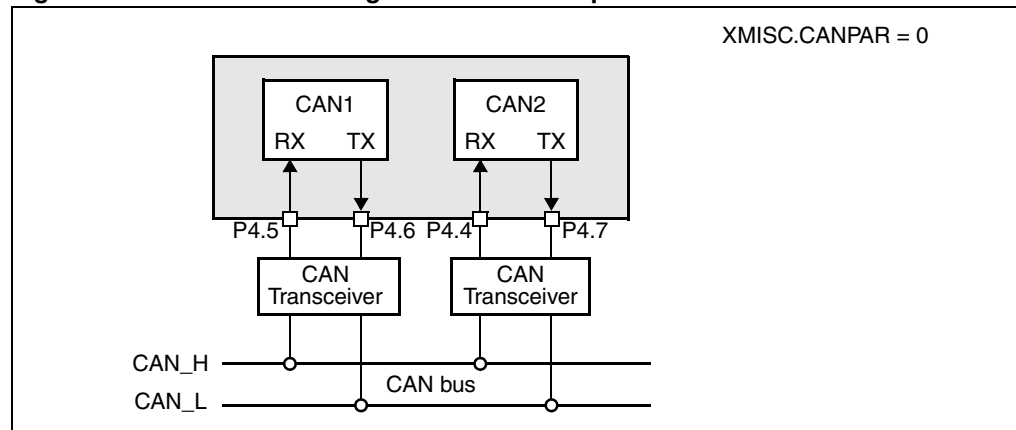 XMISC.CANPAR = 0
CAN1
CAN2
RX TX RX TX
P4.5 P4.6 P4.4 P4.7
CAN
Transceiver
CAN
Transceiver
CAN_H
CAN bus
CAN_L